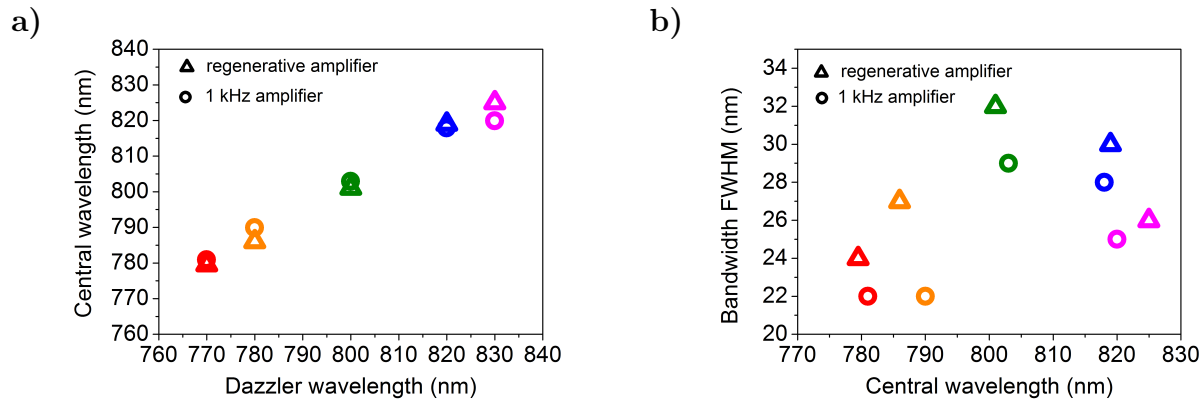 a)
840
830
820
810
800
790
780
770
760
Central wavelength (nm)
regenerative amplifier
1 kHz amplifier
760 770 780 790 800 810 820 830 840
Dazzler wavelength (nm)
b)
34
32
30
28
26
24
22
20
Bandwidth FWHM (nm)
regenerative amplifier
1 kHz amplifier
770 780 790 800 810 820 830
Central wavelength (nm)